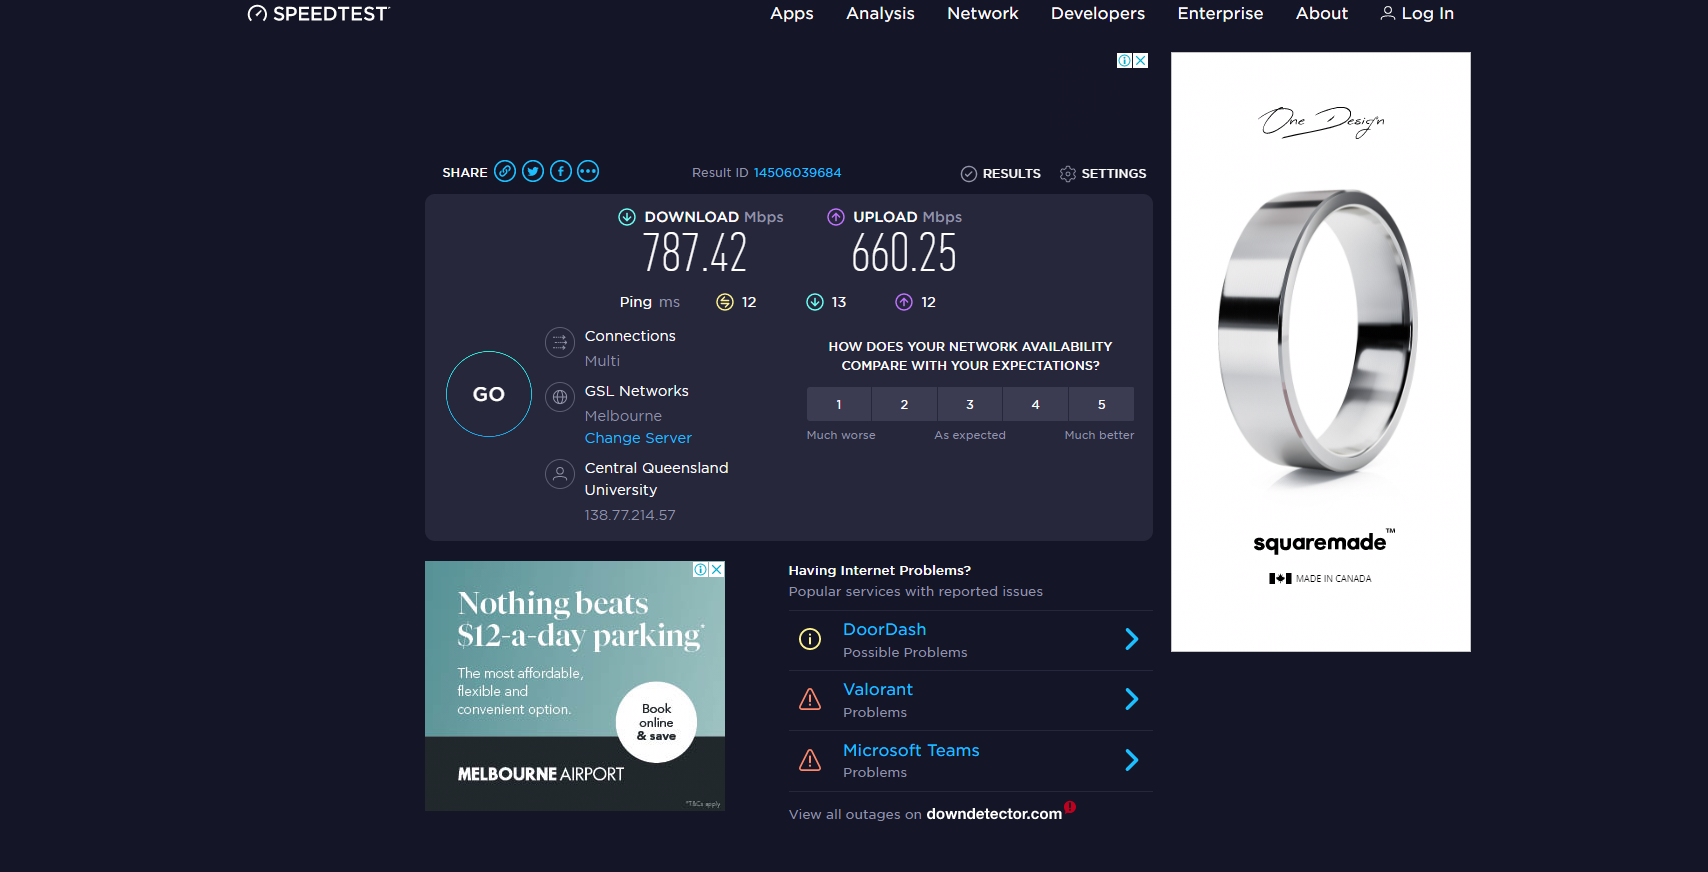 SPEEDTEST
Apps Analysis Network Developers Enterprise About Log In
SHARE
Result ID 14506039684
RESULTS SETTINGS
DOWNLOAD Mbps
787.42
UPLOAD Mbps
660.25
Ping ms 12 13 12
GO
Connections
Multi
GSL Networks
Melbourne
Change Server
Central Queensland
University
138.77.214.57
HOW DOES YOUR NETWORK AVAILABILITY
COMPARE WITH YOUR EXPECTATIONS?
1 2 3 4 5
Much worse As expected Much better
One Design
squaremade™
MADE IN CANADA
Nothing beats
$12-a-day parking*
The most affordable,
flexible and
convenient option.
Book
online
& save
MELBOURNE AIRPORT
*T&Cs apply
Having Internet Problems?
Popular services with reported issues
DoorDash
Possible Problems
Valorant
Problems
Microsoft Teams
Problems
View all outages on downdetector.com